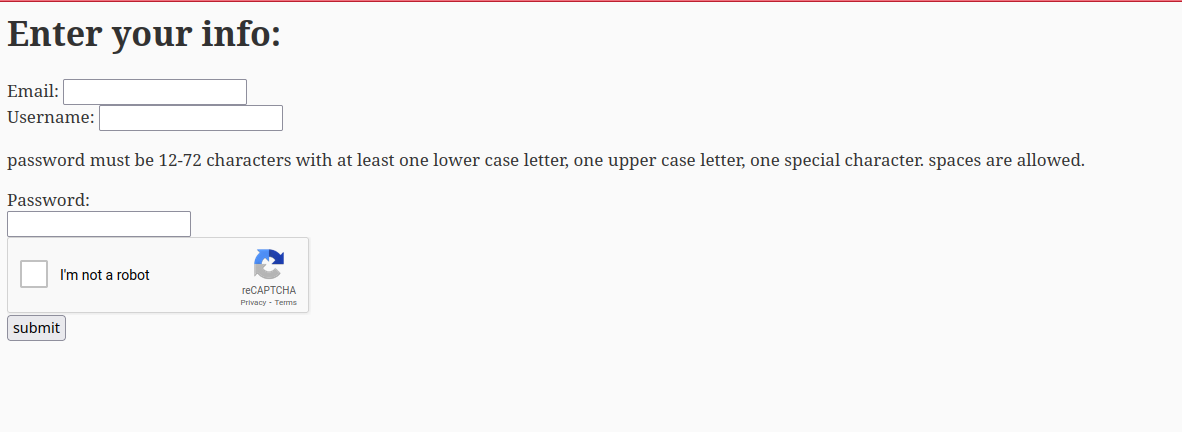 Enter your info:
Email:
Username:
password must be 12-72 characters with at least one lower case letter, one upper case letter, one special character. spaces are allowed.
Password:
I'm not a robot
reCAPTCHA
Privacy - Terms
submit